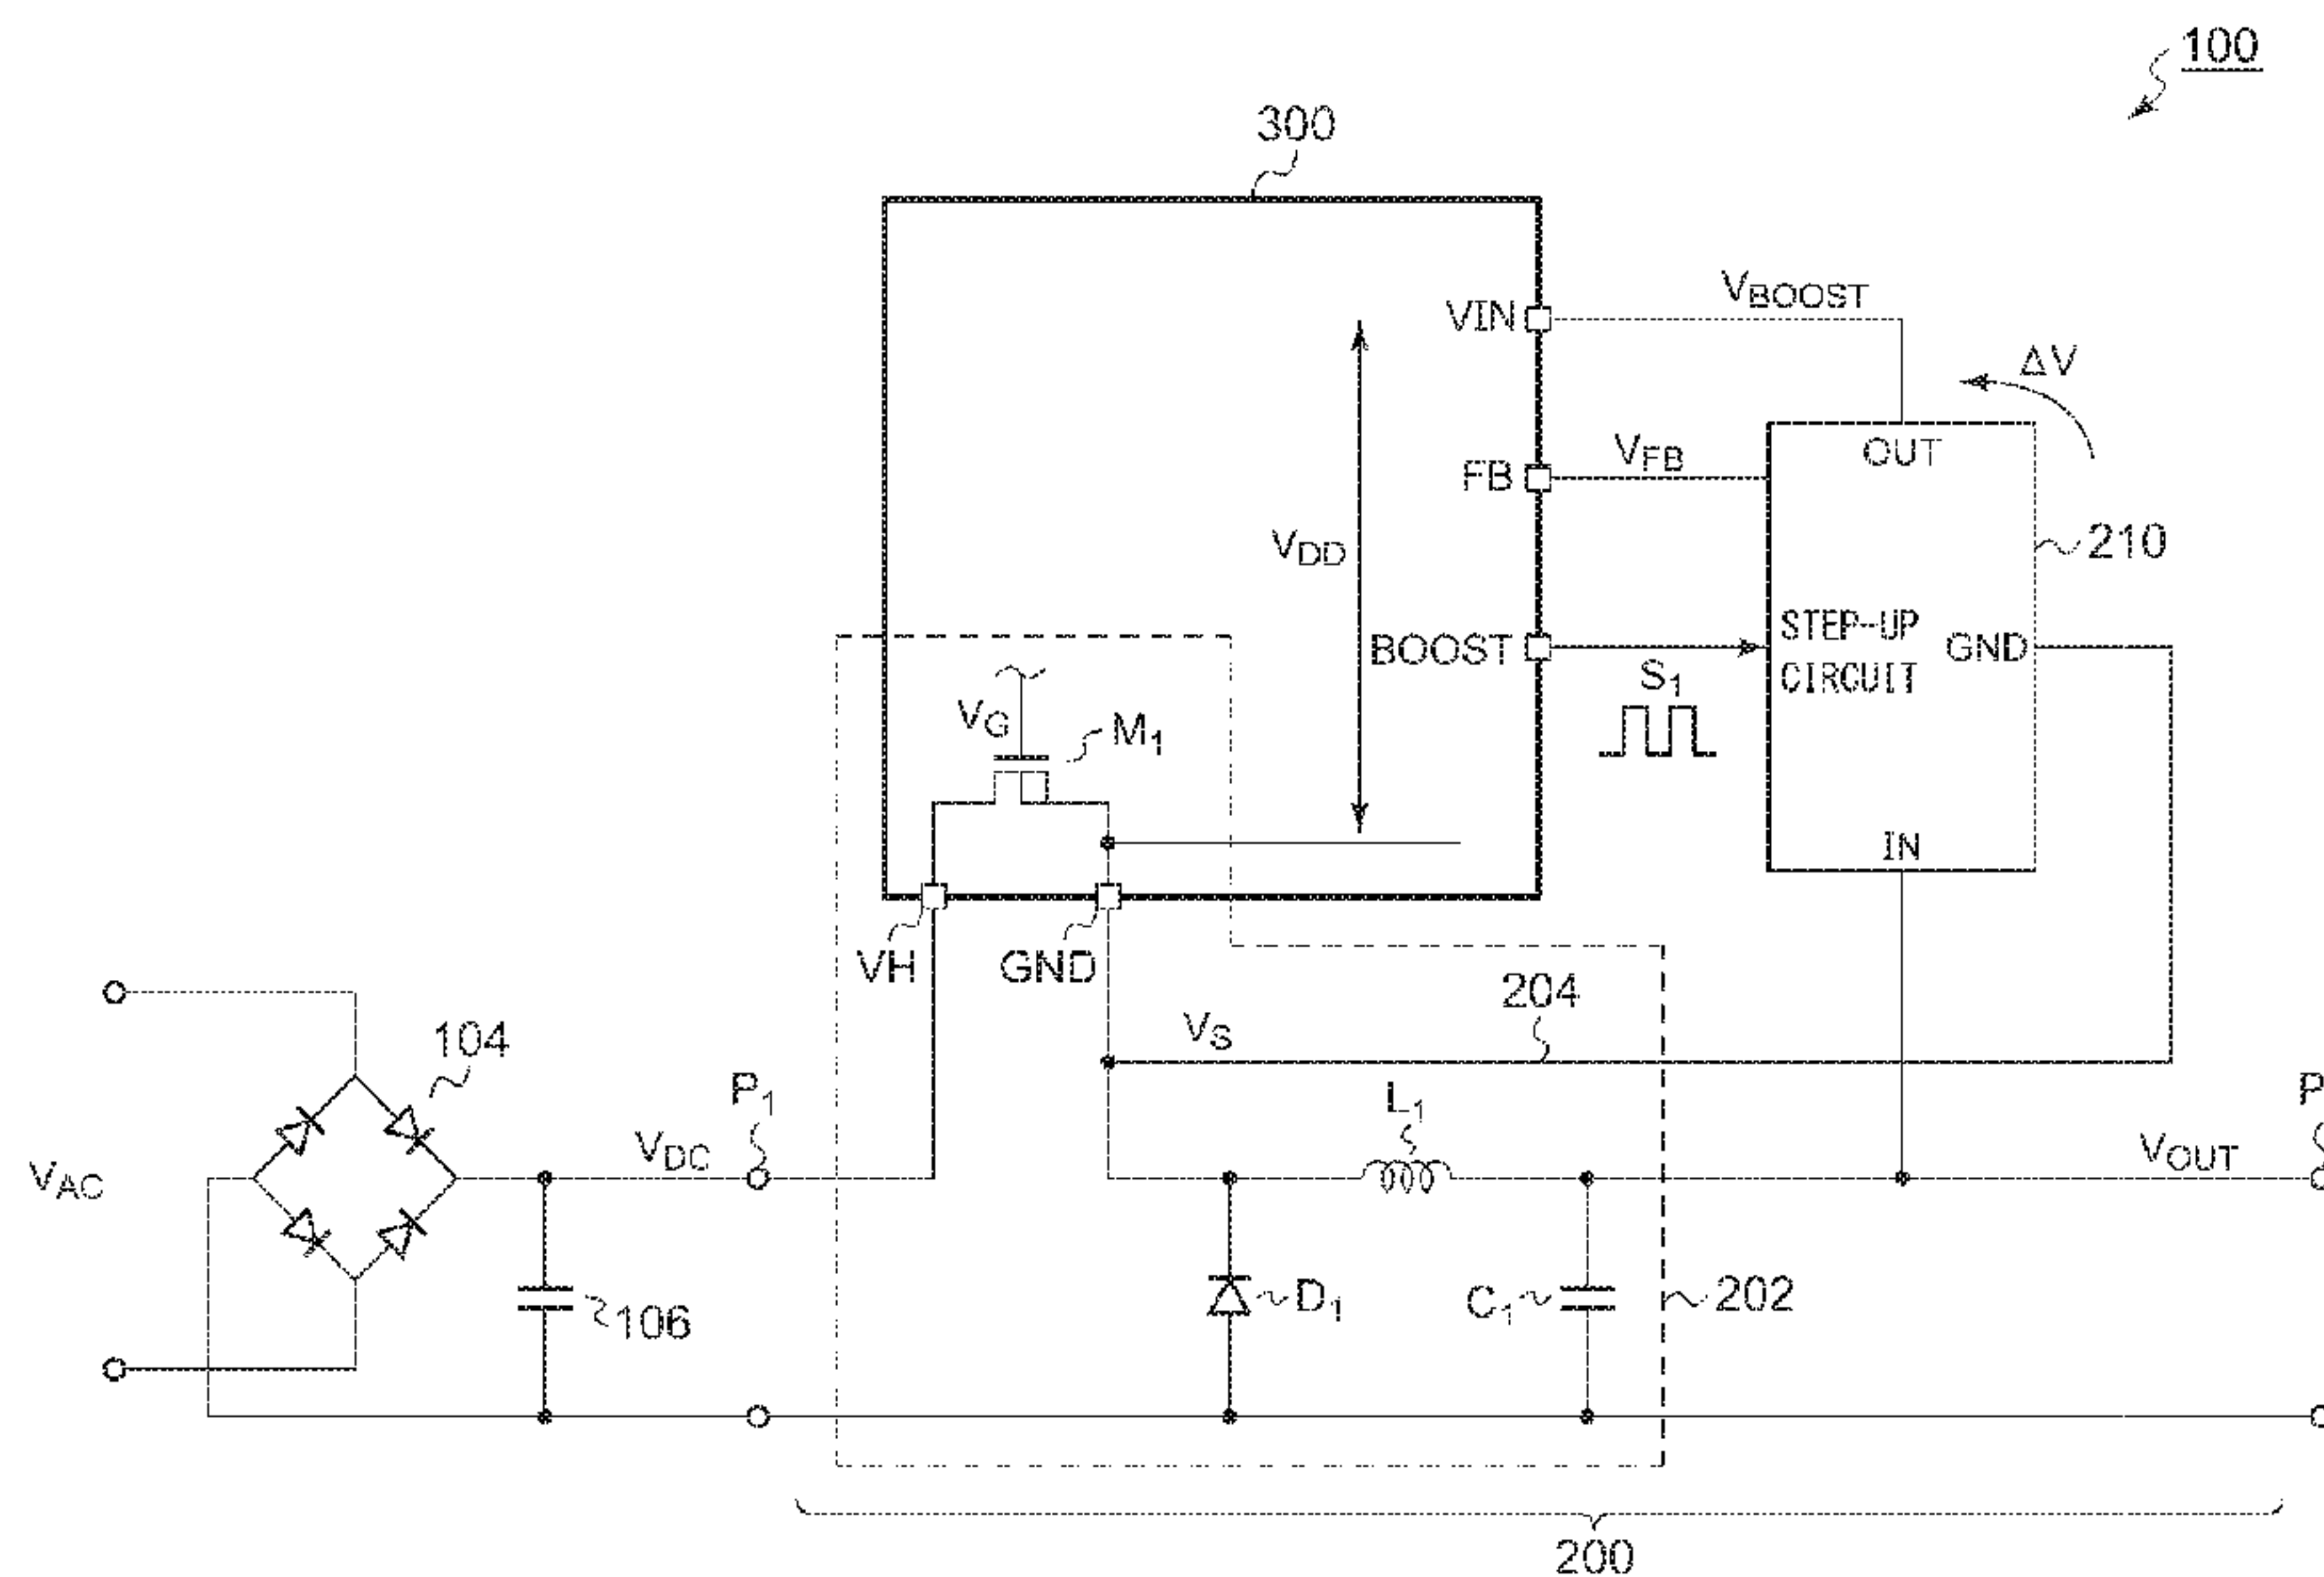 100
300
VIN
VBOOST
ΔV
OUT
FB
VFB
VDD
210
BOOST
S1
STEP-UP
CIRCUIT
GND
VG
M1
IN
VH
GND
204
VS
104
P1
L1
P
VAC
VDC
VOUT
106
D1
C1
202
200